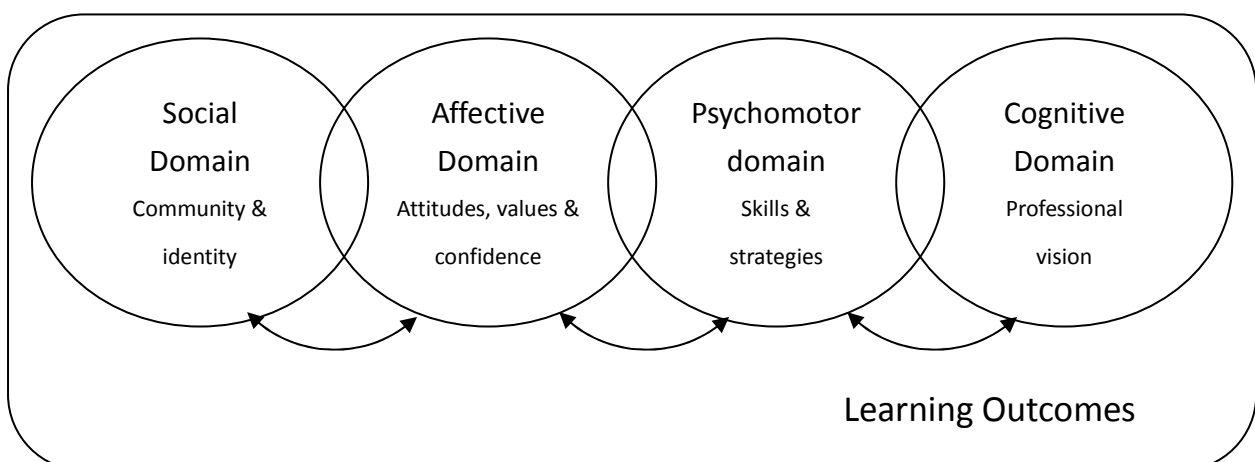 Social
Domain
Community &
identity
Affective
Domain
Attitudes, values &
confidence
Psychomotor
domain
Skills &
strategies
Cognitive
Domain
Professional
vision
Learning Outcomes